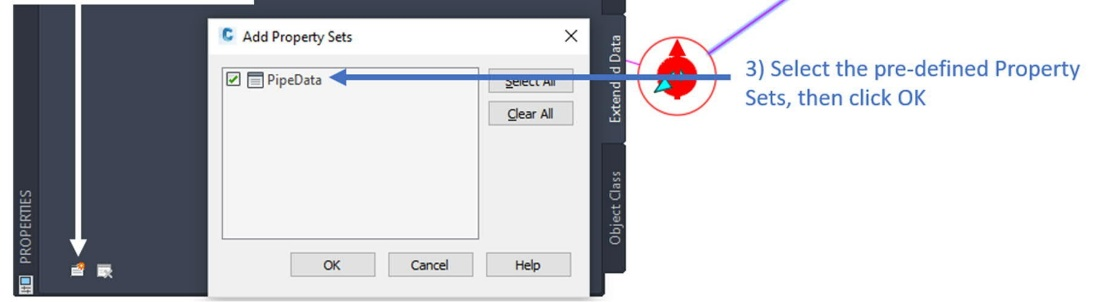 Add Property Sets
PipeData
Select All
Clear All
OK
Cancel
Help
PROPERTIES
Extended Data
Object Class
3) Select the pre-defined Property
Sets, then click OK